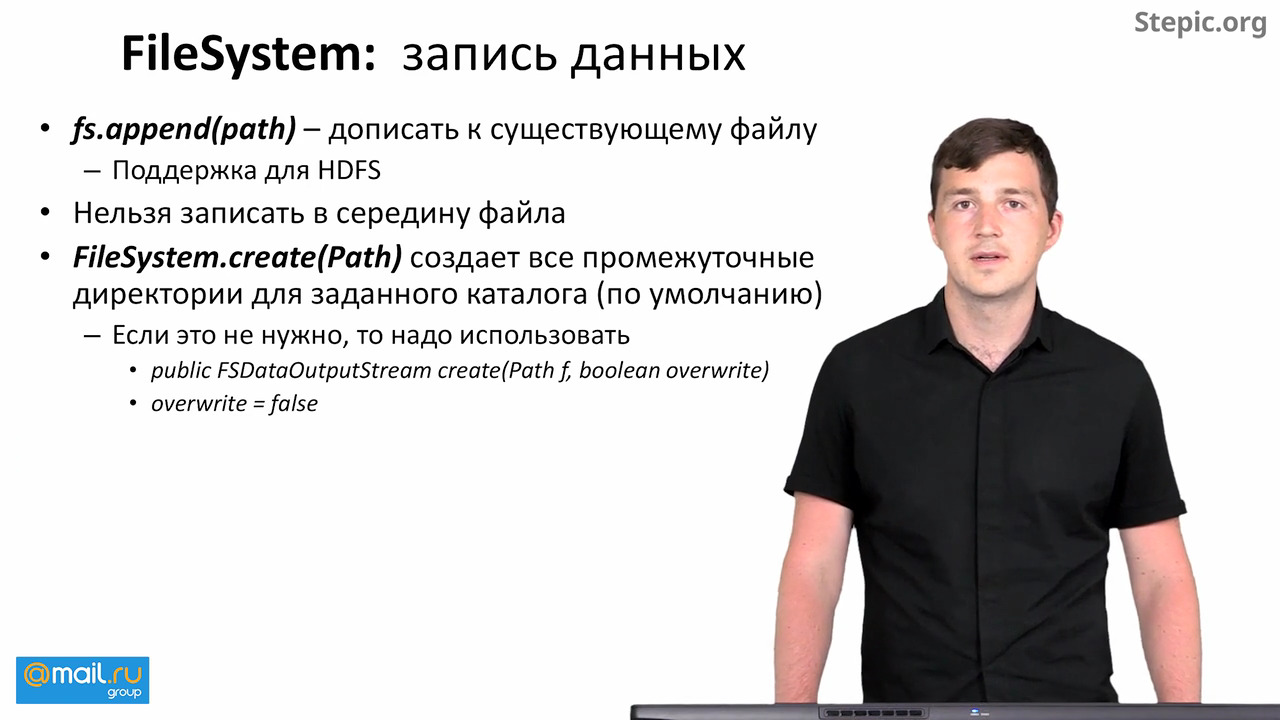 Stepic.org
FileSystem: запись данных
• fs.append(path) – дописать к существующему файлу
– Поддержка для HDFS
• Нельзя записать в середину файла
• FileSystem.create(Path) создает все промежуточные
директории для заданного каталога (по умолчанию)
– Если это не нужно, то надо использовать
• public FSDataOutputStream create(Path f, boolean overwrite)
• overwrite = false
@mail.ru
group